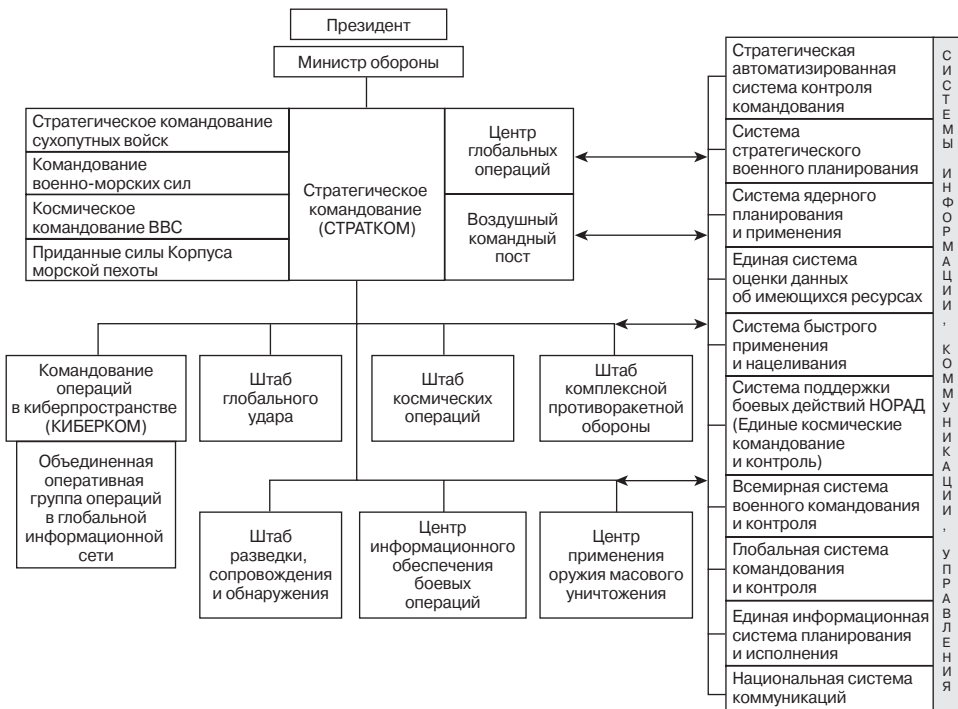 Президент
Министр обороны
Стратегическое командование
сухопутных войск
Командование
военно-морских сил
Космическое
командование ВВС
Приданные силы Корпуса
морской пехоты
Стратегическое
командование
(СТРАТКОМ)
Центр
глобальных
операций
Воздушный
командный
пост
Командование
операций
в киберпространстве
(КИБЕРКОМ)
Объединенная
оперативная
группа операций
в глобальной
информационной
сети
Штаб
глобального
удара
Штаб
космических
операций
Штаб
комплексной
противоракетной
обороны
Штаб
разведки,
сопровождения
и обнаружения
Центр
информационного
обеспечения
боевых
операций
Центр
применения
оружия массового
уничтожения
Стратегическая
автоматизированная
система контроля
командования
Система
стратегического
военного планирования
Система ядерного
планирования
и применения
Единая система
оценки данных
об имеющихся ресурсах
Система быстрого
применения
и нацеливания
Система поддержки
боевых действий НОРАД
(Единые космические
командование
и контроль)
Всемирная система
военного командования
и контроля
Глобальная система
командования
и контроля
Единая информационная
система планирования
и исполнения
Национальная система
коммуникаций
СИСТЕМЫ ИНФОРМАЦИИ, КОММУНИКАЦИИ, УПРАВЛЕНИЯ